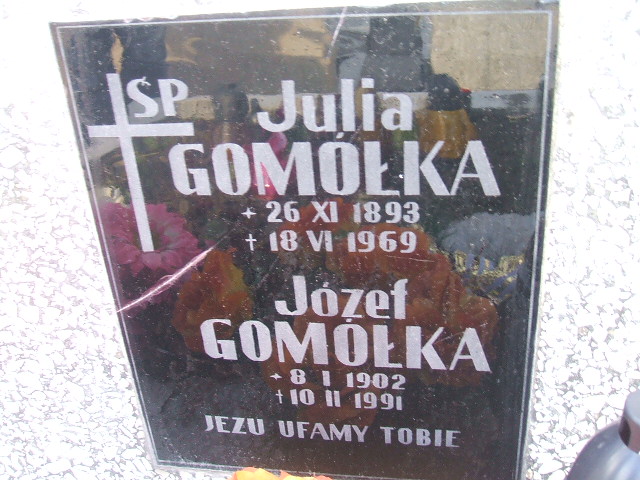 ŚP
Julia
GOMÓŁKA
* 26 XI 1893
† 18 VI 1969
Józef
GOMÓŁKA
* 8 I 1902
† 10 II 1991
JEZU UFAMY TOBIE